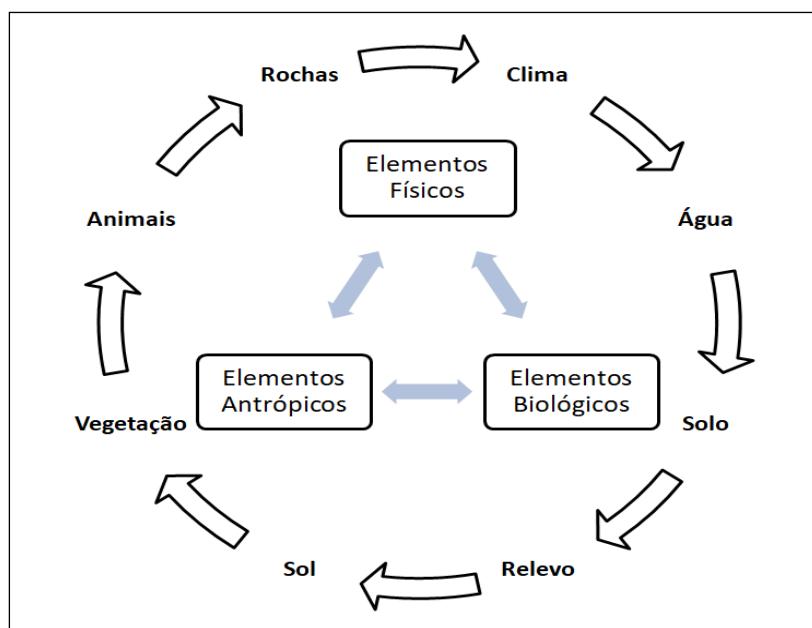 Rochas
Clima
Elementos
Físicos
Animais
Água
Elementos
Antrópicos
Elementos
Biológicos
Vegetação
Solo
Sol
Relevo